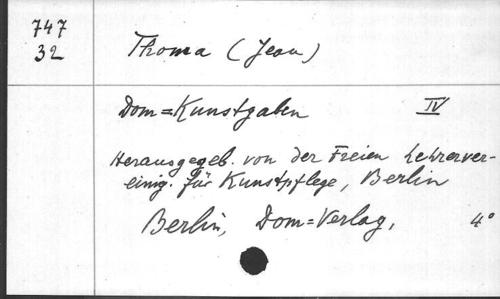 747
32
Thoma (Jean)
Dom=Kunstgaben IV
Herausgegeb. von der Freien Lehrerver-
einig. für Kunstpflege, Berlin
Berlin, Dom=Verlag, 4°